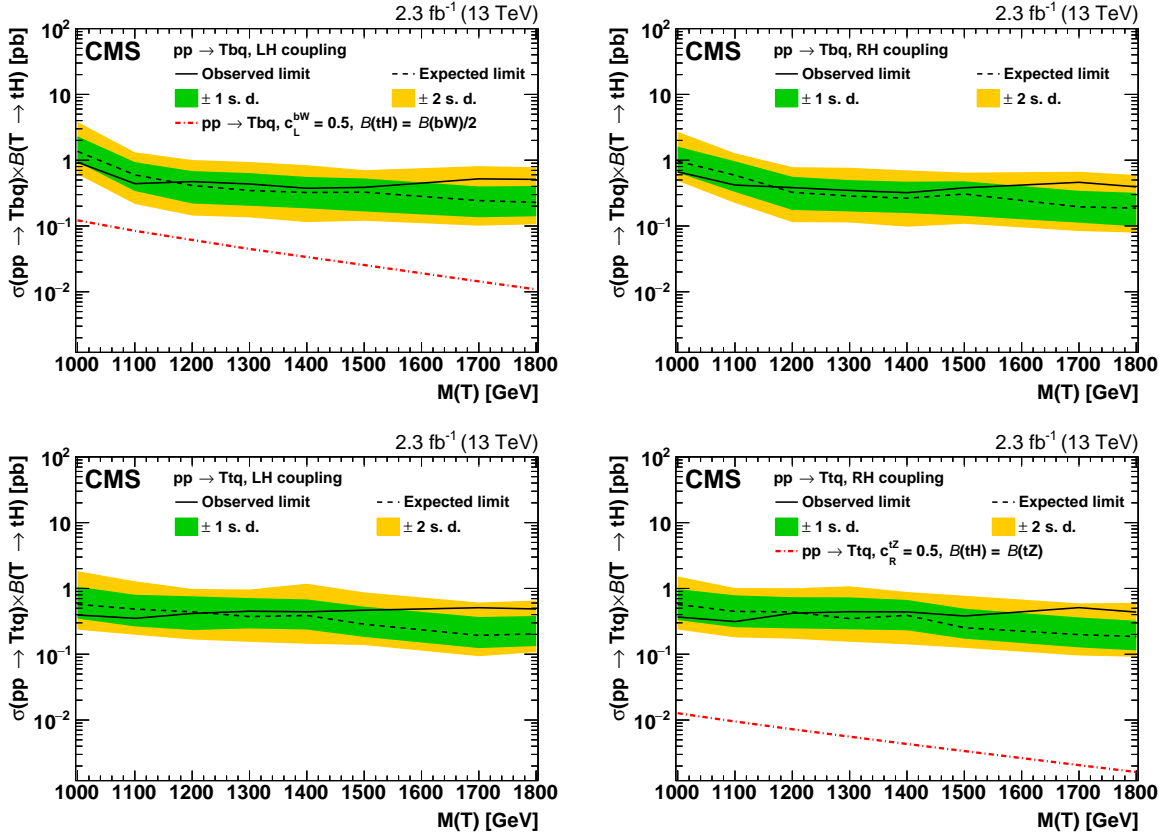 2.3 fb⁻¹ (13 TeV)
CMS
pp → Tbq, LH coupling
Observed limit
Expected limit
± 1 s. d.
± 2 s. d.
pp → Tbq, c_L^bW = 0.5, B(tH) = B(bW)/2
σ(pp → Tbq)×B(T → tH) [pb]
10²
10
1
10⁻¹
10⁻²
1000 1100 1200 1300 1400 1500 1600 1700 1800
M(T) [GeV]
2.3 fb⁻¹ (13 TeV)
CMS
pp → Tbq, RH coupling
Observed limit
Expected limit
± 1 s. d.
± 2 s. d.
σ(pp → Tbq)×B(T → tH) [pb]
10²
10
1
10⁻¹
10⁻²
1000 1100 1200 1300 1400 1500 1600 1700 1800
M(T) [GeV]
2.3 fb⁻¹ (13 TeV)
CMS
pp → Ttq, LH coupling
Observed limit
Expected limit
± 1 s. d.
± 2 s. d.
σ(pp → Ttq)×B(T → tH) [pb]
10²
10
1
10⁻¹
10⁻²
1000 1100 1200 1300 1400 1500 1600 1700 1800
M(T) [GeV]
2.3 fb⁻¹ (13 TeV)
CMS
pp → Ttq, RH coupling
Observed limit
Expected limit
± 1 s. d.
± 2 s. d.
pp → Ttq, c_R^tZ = 0.5, B(tH) = B(tZ)
σ(pp → Ttq)×B(T → tH) [pb]
10²
10
1
10⁻¹
10⁻²
1000 1100 1200 1300 1400 1500 1600 1700 1800
M(T) [GeV]